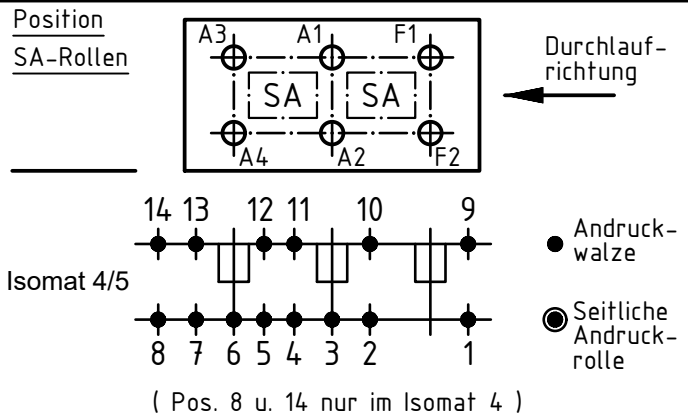 Position
SA-Rollen
A3 A1 F1
SA SA
A4 A2 F2
Durchlauf-
richtung
14 13 12 11 10 9
Isomat 4/5
8 7 6 5 4 3 2 1
Andruck-
walze
Seitliche
Andruck-
rolle
( Pos. 8 u. 14 nur im Isomat 4 )